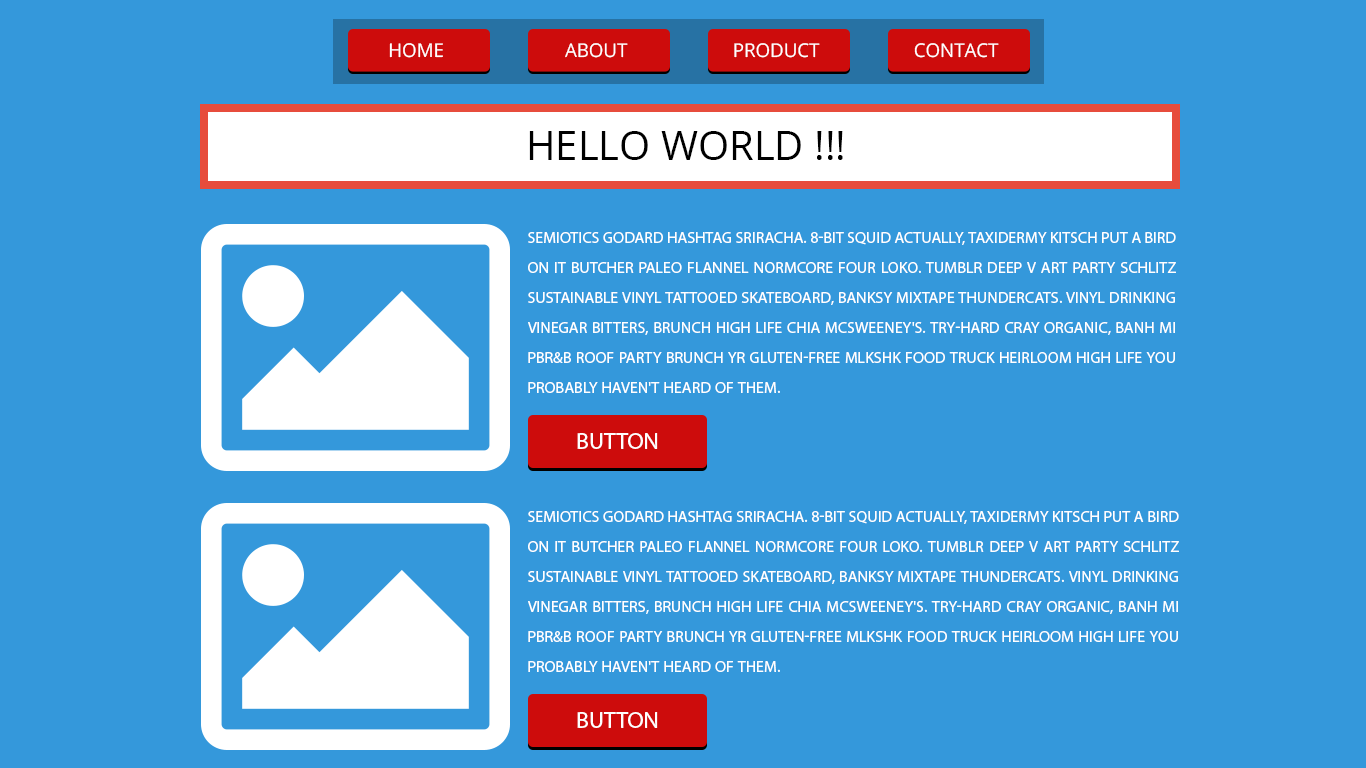 HOME ABOUT PRODUCT CONTACT
HELLO WORLD !!!
SEMIOTICS GODARD HASHTAG SRIRACHA. 8-BIT SQUID ACTUALLY, TAXIDERMY KITSCH PUT A BIRD
ON IT BUTCHER PALEO FLANNEL NORMCORE FOUR LOKO. TUMBLR DEEP V ART PARTY SCHLITZ
SUSTAINABLE VINYL TATTOOED SKATEBOARD, BANKSY MIXTAPE THUNDERCATS. VINYL DRINKING
VINEGAR BITTERS, BRUNCH HIGH LIFE CHIA MCSWEENEY'S. TRY-HARD CRAY ORGANIC, BANH MI
PBR&B ROOF PARTY BRUNCH YR GLUTEN-FREE MLKSHK FOOD TRUCK HEIRLOOM HIGH LIFE YOU
PROBABLY HAVEN'T HEARD OF THEM.
BUTTON
SEMIOTICS GODARD HASHTAG SRIRACHA. 8-BIT SQUID ACTUALLY, TAXIDERMY KITSCH PUT A BIRD
ON IT BUTCHER PALEO FLANNEL NORMCORE FOUR LOKO. TUMBLR DEEP V ART PARTY SCHLITZ
SUSTAINABLE VINYL TATTOOED SKATEBOARD, BANKSY MIXTAPE THUNDERCATS. VINYL DRINKING
VINEGAR BITTERS, BRUNCH HIGH LIFE CHIA MCSWEENEY'S. TRY-HARD CRAY ORGANIC, BANH MI
PBR&B ROOF PARTY BRUNCH YR GLUTEN-FREE MLKSHK FOOD TRUCK HEIRLOOM HIGH LIFE YOU
PROBABLY HAVEN'T HEARD OF THEM.
BUTTON